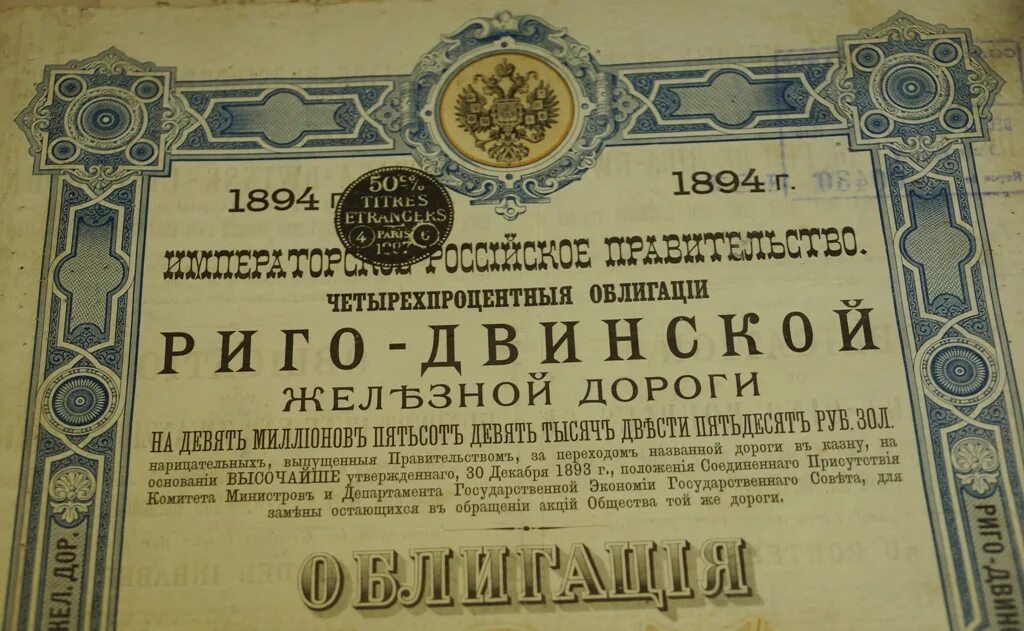 1894 г.
1894 г.
50cs%
TITRES
ETRANGERS
4 PARIS 6
ИМПЕРАТОРСКОЕ РОССІЙСКОЕ ПРАВИТЕЛЬСТВО.
ЧЕТЫРЕХПРОЦЕНТНЫЯ ОБЛИГАЦІИ
РИГО-ДВИНСКОЙ
ЖЕЛѢЗНОЙ ДОРОГИ
НА ДЕВЯТЬ МИЛЛІОНОВЪ ПЯТЬСОТЪ ДЕВЯТЬ ТЫСЯЧЪ ДВѢСТИ ПЯТЬДЕСЯТЪ РУБ. ЗОЛ.
нарицательныхъ, выпущенныя Правительствомъ, за переходомъ названной дороги въ казну, на
основаніи ВЫСОЧАЙШЕ утвержденнаго, 30 Декабря 1893 г., положенія Соединеннаго Присутствія
Комитета Министровъ и Департамента Государственной Экономіи Государственнаго Совѣта, для
замѣны остающихся въ обращеніи акцій Общества той же дороги.
ОБЛИГАЦІЯ
ЖЕЛ. ДОР.
РИГО-ДВИНС